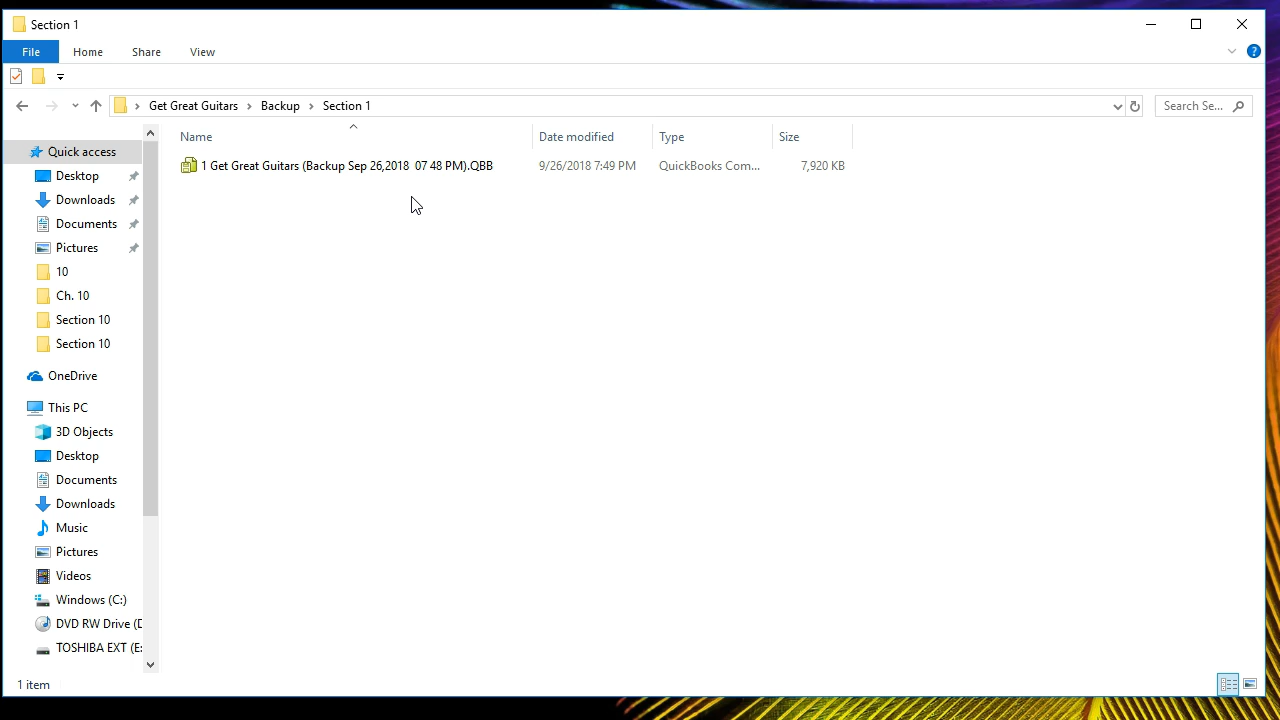 Section 1
File Home Share View
Get Great Guitars Backup Section 1 Search Se...
Name Date modified Type Size
1 Get Great Guitars (Backup Sep 26,2018 07 48 PM).QBB 9/26/2018 7:49 PM QuickBooks Com... 7,920 KB
Quick access
Desktop
Downloads
Documents
Pictures
10
Ch. 10
Section 10
Section 10
OneDrive
This PC
3D Objects
Desktop
Documents
Downloads
Music
Pictures
Videos
Windows (C:)
DVD RW Drive (D
TOSHIBA EXT (E:
1 item